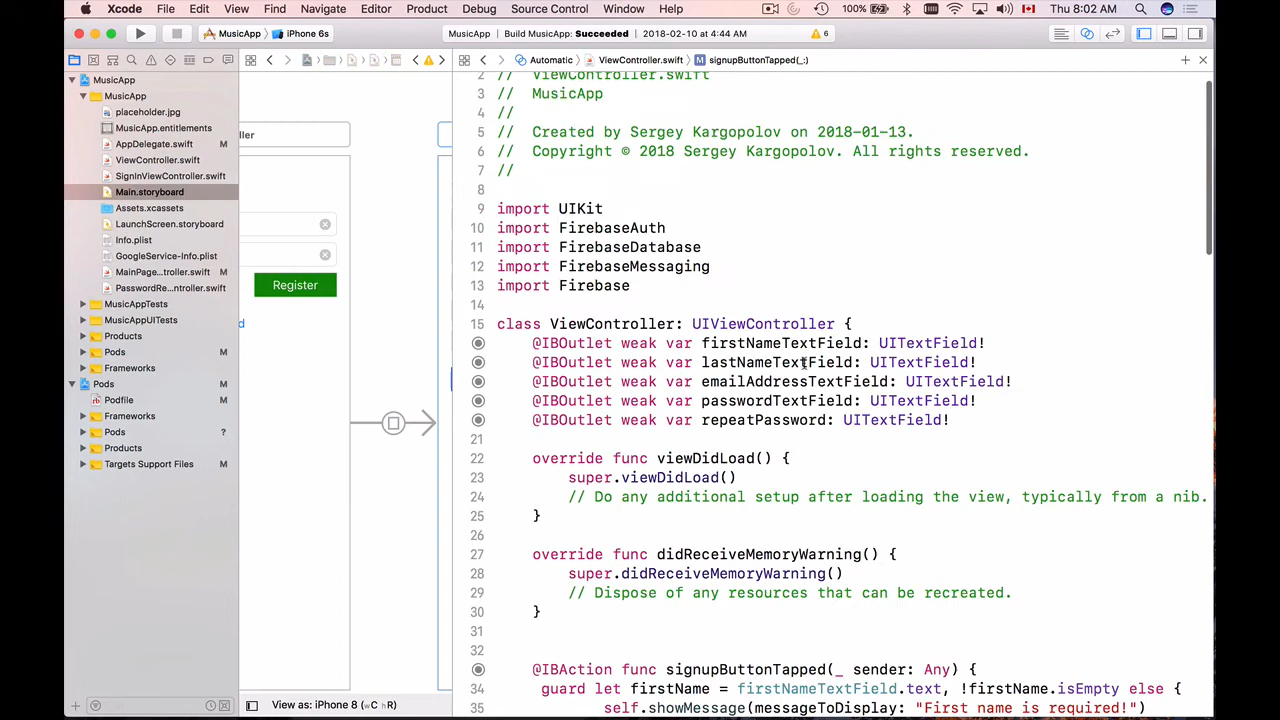 Xcode File Edit View Find Navigate Editor Product Debug Source Control Window Help 100% Thu 8:02 AM
MusicApp iPhone 6s MusicApp Build MusicApp: Succeeded 2018-02-10 at 4:44 AM 6
Automatic ViewController.swift M signupButtonTapped(_:)
MusicApp
MusicApp
placeholder.jpg
MusicApp.entitlements
AppDelegate.swift M
ViewController.swift
SignInViewController.swift
Main.storyboard
Assets.xcassets
LaunchScreen.storyboard
Info.plist
GoogleService-Info.plist
MainPage...troller.swift M
PasswordRe...ntroller.swift
MusicAppTests
MusicAppUITests
Products
Pods
Frameworks
Pods
Podfile
Frameworks
Pods ?
Products
Targets Support Files M
ller
Register
d
View as: iPhone 8 (wC hR)
2 // ViewController.swift
3 // MusicApp
4 //
5 // Created by Sergey Kargopolov on 2018-01-13.
6 // Copyright © 2018 Sergey Kargopolov. All rights reserved.
7 //
8
9 import UIKit
10 import FirebaseAuth
11 import FirebaseDatabase
12 import FirebaseMessaging
13 import Firebase
14
15 class ViewController: UIViewController {
@IBOutlet weak var firstNameTextField: UITextField!
@IBOutlet weak var lastNameTextField: UITextField!
@IBOutlet weak var emailAddressTextField: UITextField!
@IBOutlet weak var passwordTextField: UITextField!
@IBOutlet weak var repeatPassword: UITextField!
21
22 override func viewDidLoad() {
23 super.viewDidLoad()
24 // Do any additional setup after loading the view, typically from a nib.
25 }
26
27 override func didReceiveMemoryWarning() {
28 super.didReceiveMemoryWarning()
29 // Dispose of any resources that can be recreated.
30 }
31
@IBAction func signupButtonTapped(_ sender: Any) {
34 guard let firstName = firstNameTextField.text, !firstName.isEmpty else {
35 self.showMessage(messageToDisplay: "First name is required!")